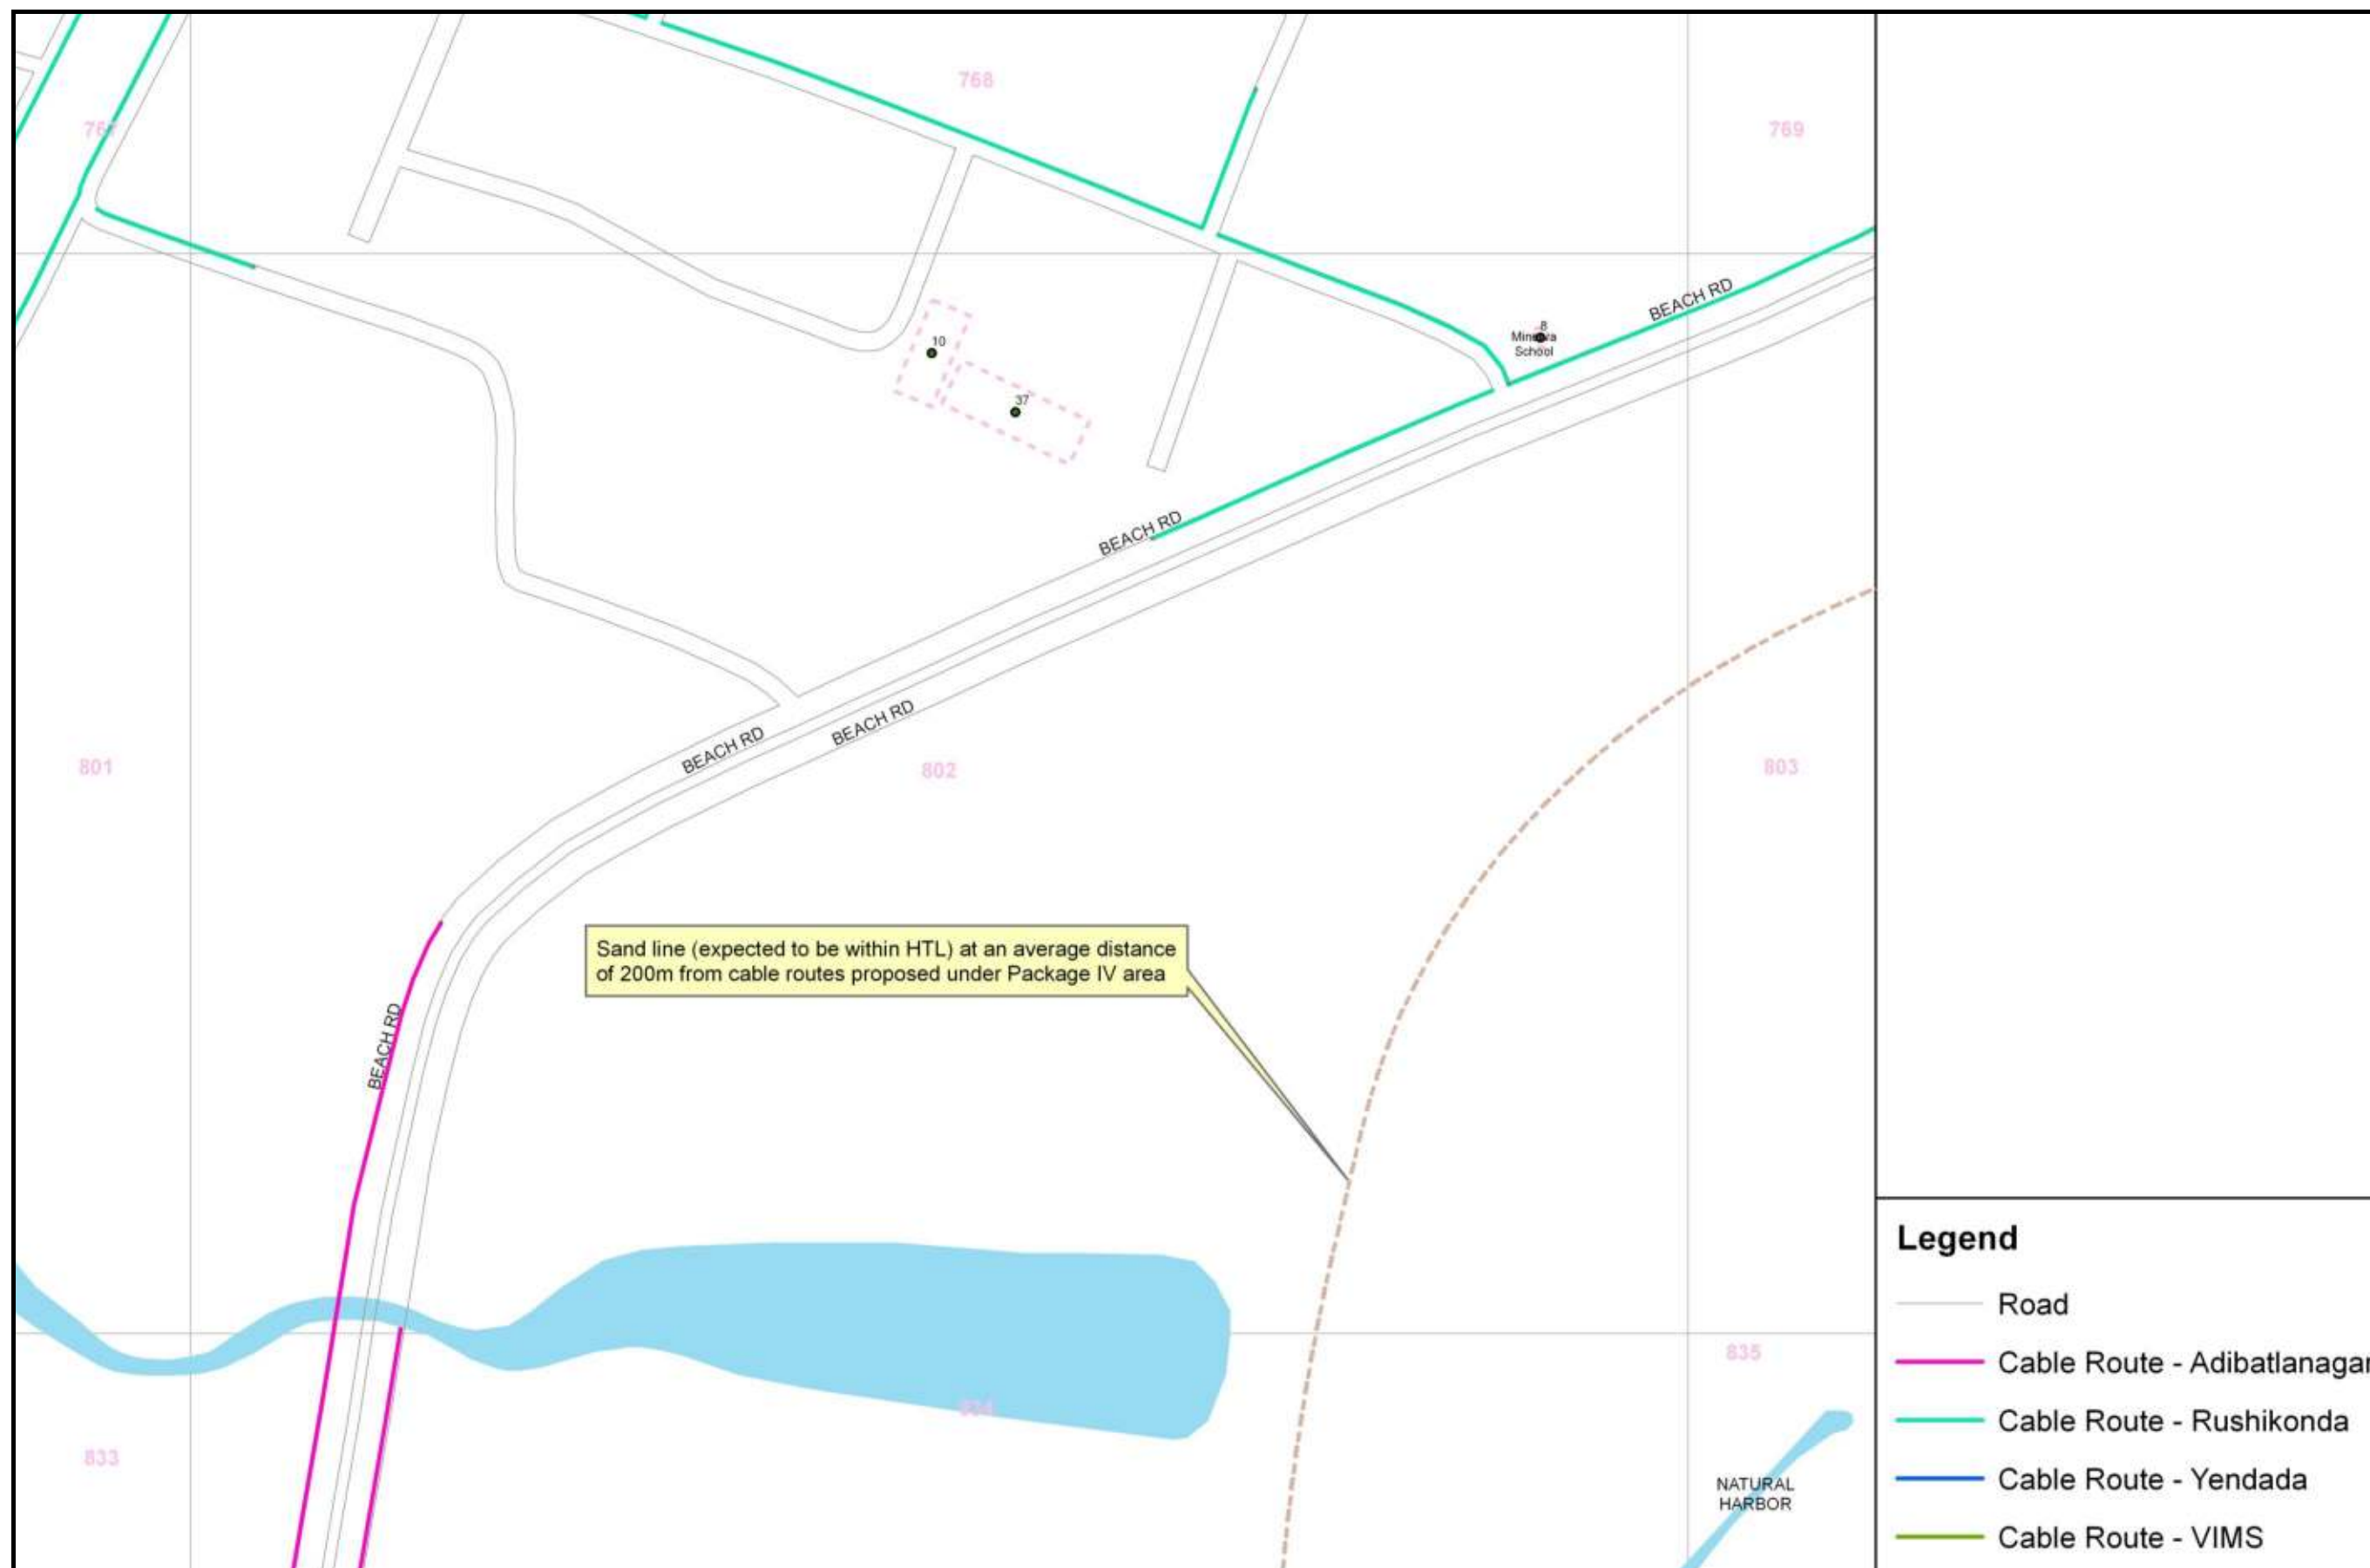 768
767
769
BEACH RD
8
Minerva
School
10
37
BEACH RD
BEACH RD
BEACH RD
801
802
803
Sand line (expected to be within HTL) at an average distance
of 200m from cable routes proposed under Package IV area
BEACH RD
Legend
Road
835
Cable Route - Adibatlanagar
834
Cable Route - Rushikonda
833
Cable Route - Yendada
NATURAL
HARBOR
Cable Route - VIMS